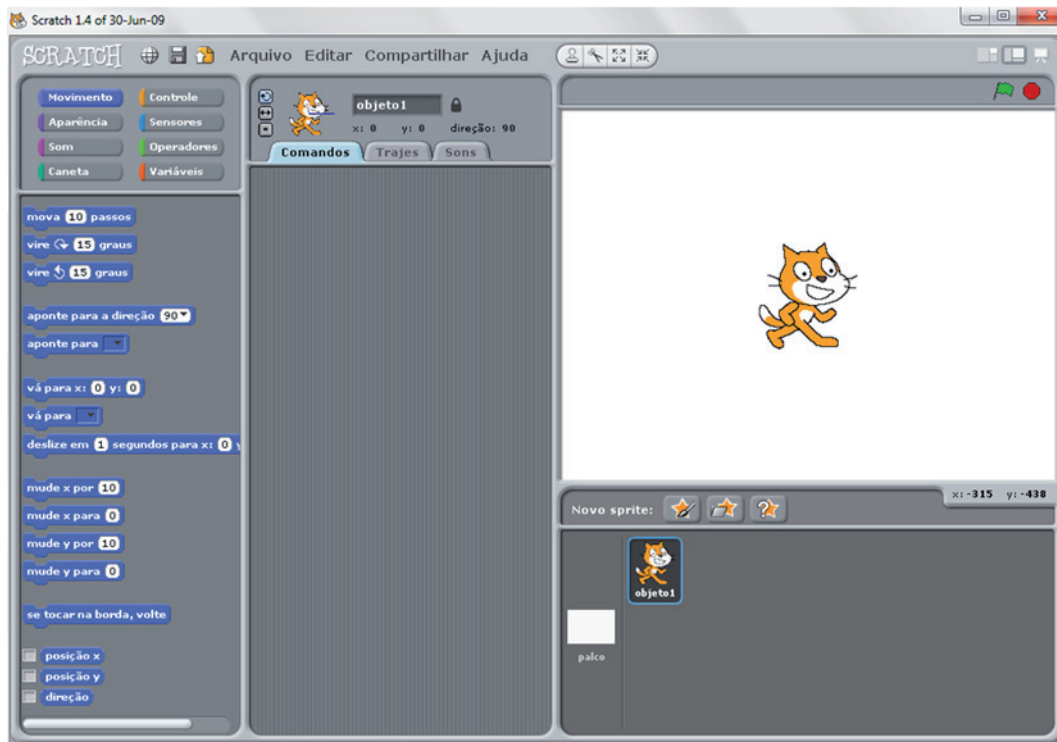 Scratch 1.4 of 30-Jun-09
SCRATCH Arquivo Editar Compartilhar Ajuda
Movimento Controle
Aparência Sensores
Som Operadores
Caneta Variáveis
mova 10 passos
vire 15 graus
vire 15 graus
aponte para a direção 90
aponte para
vá para x: 0 y: 0
vá para
deslize em 1 segundos para x: 0 y
mude x por 10
mude x para 0
mude y por 10
mude y para 0
se tocar na borda, volte
posição x
posição y
direção
objeto1
x: 0 y: 0 direção: 90
Comandos Trajes Sons
x: -315 y: -438
Novo sprite:
objeto1
palco